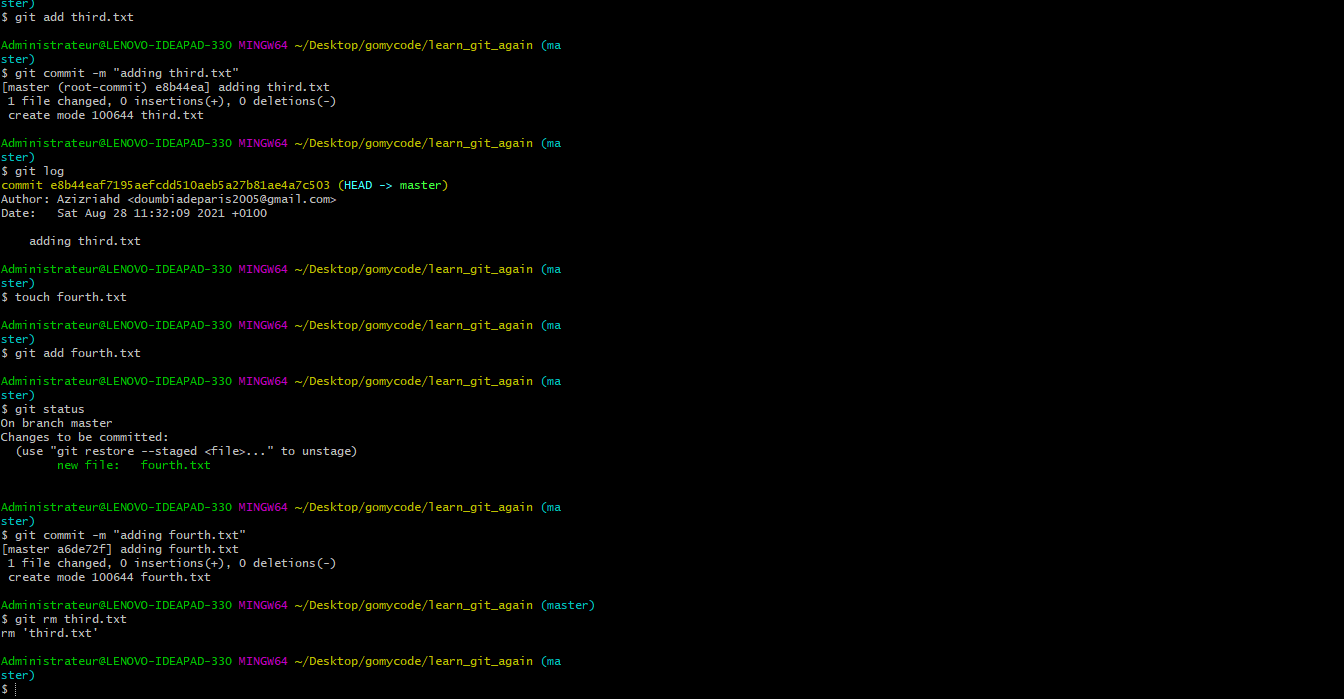 ster)
$ git add third.txt
Administrateur@LENOVO-IDEAPAD-330 MINGW64 ~/Desktop/gomycode/learn_git_again (ma
ster)
$ git commit -m "adding third.txt"
[master (root-commit) e8b44ea] adding third.txt
 1 file changed, 0 insertions(+), 0 deletions(-)
 create mode 100644 third.txt
Administrateur@LENOVO-IDEAPAD-330 MINGW64 ~/Desktop/gomycode/learn_git_again (ma
ster)
$ git log
commit e8b44eaf7195aefcdd510aeb5a27b81ae4a7c503 (HEAD -> master)
Author: Azizriahd <doumbiadeparis2005@gmail.com>
Date:   Sat Aug 28 11:32:09 2021 +0100
    adding third.txt
Administrateur@LENOVO-IDEAPAD-330 MINGW64 ~/Desktop/gomycode/learn_git_again (ma
ster)
$ touch fourth.txt
Administrateur@LENOVO-IDEAPAD-330 MINGW64 ~/Desktop/gomycode/learn_git_again (ma
ster)
$ git add fourth.txt
Administrateur@LENOVO-IDEAPAD-330 MINGW64 ~/Desktop/gomycode/learn_git_again (ma
ster)
$ git status
On branch master
Changes to be committed:
  (use "git restore --staged <file>..." to unstage)
        new file:   fourth.txt
Administrateur@LENOVO-IDEAPAD-330 MINGW64 ~/Desktop/gomycode/learn_git_again (ma
ster)
$ git commit -m "adding fourth.txt"
[master a6de72f] adding fourth.txt
 1 file changed, 0 insertions(+), 0 deletions(-)
 create mode 100644 fourth.txt
Administrateur@LENOVO-IDEAPAD-330 MINGW64 ~/Desktop/gomycode/learn_git_again (master)
$ git rm third.txt
rm 'third.txt'
Administrateur@LENOVO-IDEAPAD-330 MINGW64 ~/Desktop/gomycode/learn_git_again (ma
ster)
$